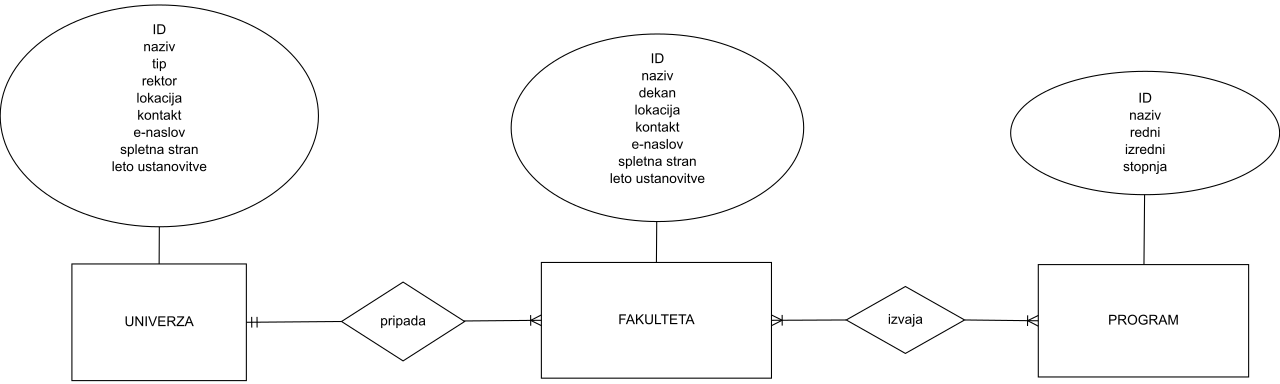 ID
naziv
tip
rektor
lokacija
kontakt
e-naslov
spletna stran
leto ustanovitve
ID
naziv
dekan
lokacija
kontakt
e-naslov
spletna stran
leto ustanovitve
ID
naziv
redni
izredni
stopnja
UNIVERZA
pripada
FAKULTETA
izvaja
PROGRAM